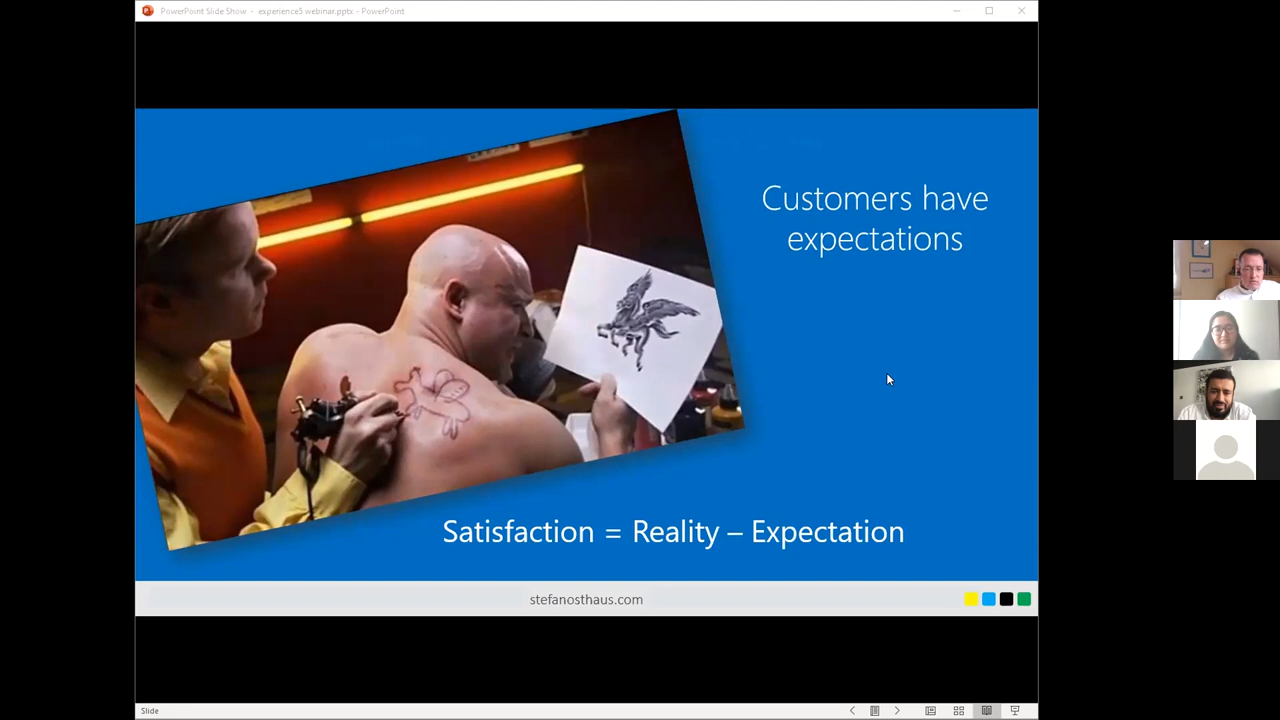 PowerPoint Slide Show - experience5 webinar.pptx - PowerPoint
Customers have
expectations
Satisfaction = Reality – Expectation
stefanosthaus.com
Slide